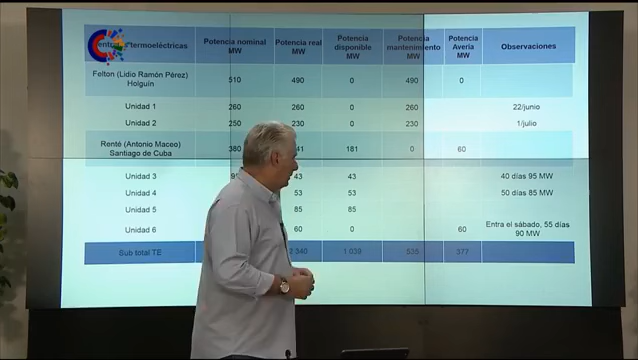 Centrales termoeléctricas Potencia nominal MW Potencia real MW Potencia disponible MW Potencia mantenimiento MW Potencia Avería MW Observaciones
Felton (Lidio Ramón Pérez) Holguín 510 490 0 490 0
Unidad 1 260 260 0 260 22/junio
Unidad 2 250 230 0 230 1/julio
Renté (Antonio Maceo) Santiago de Cuba 380 41 181 0 60
Unidad 3 95 43 43 40 días 95 MW
Unidad 4 53 53 50 días 85 MW
Unidad 5 85 85
Unidad 6 60 0 60 Entra el sábado, 55 días 90 MW
Sub total TE 340 1 039 535 377